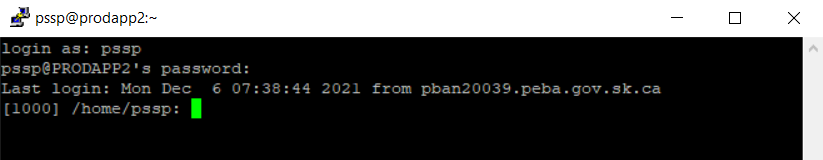 pssp@prodapp2:~
login as: pssp
pssp@PRODAPP2's password:
Last login: Mon Dec  6 07:38:44 2021 from pban20039.peba.gov.sk.ca
[1000] /home/pssp: